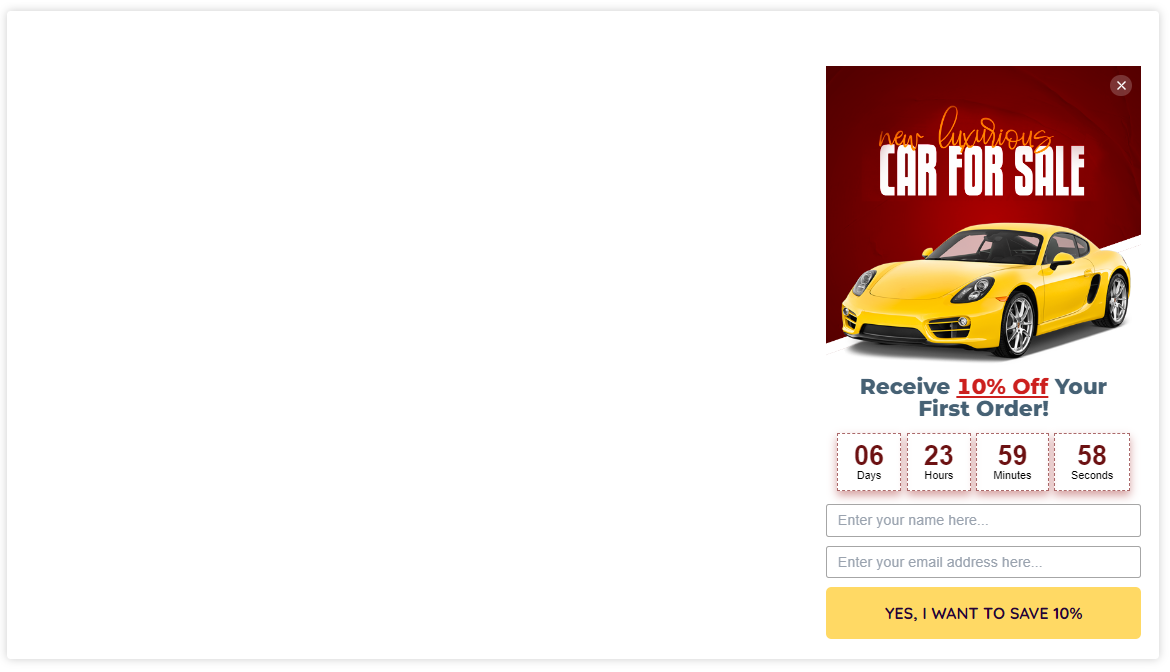 new luxurious
CAR FOR SALE
Receive 10% Off Your
First Order!
06 23 59 58
Days Hours Minutes Seconds
Enter your name here...
Enter your email address here...
YES, I WANT TO SAVE 10%